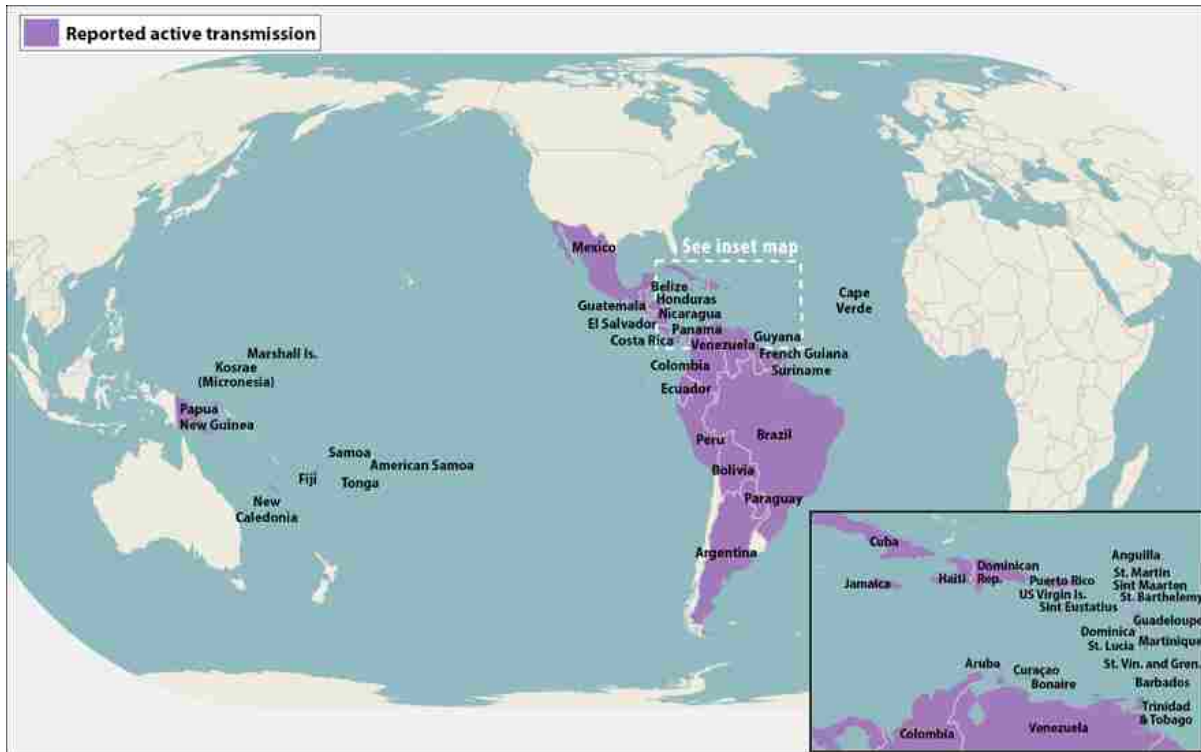 Reported active transmission
See inset map
Mexico
Belize
Honduras
Guatemala
Nicaragua
El Salvador
Panama
Costa Rica
Venezuela
Guyana
French Guiana
Suriname
Colombia
Ecuador
Cape
Verde
Marshall Is.
Kosrae
(Micronesia)
Papua
New Guinea
Peru
Brazil
Bolivia
Paraguay
Argentina
Samoa
American Samoa
Fiji
Tonga
New
Caledonia
Cuba
Jamaica
Haiti
Dominican
Rep.
Puerto Rico
US Virgin Is.
Sint Eustatius
Anguilla
St. Martin
Sint Maarten
St. Barthelemy
Guadeloupe
Dominica
St. Lucia
Martinique
St. Vin. and Gren.
Aruba
Curaçao
Bonaire
Barbados
Trinidad
& Tobago
Colombia
Venezuela